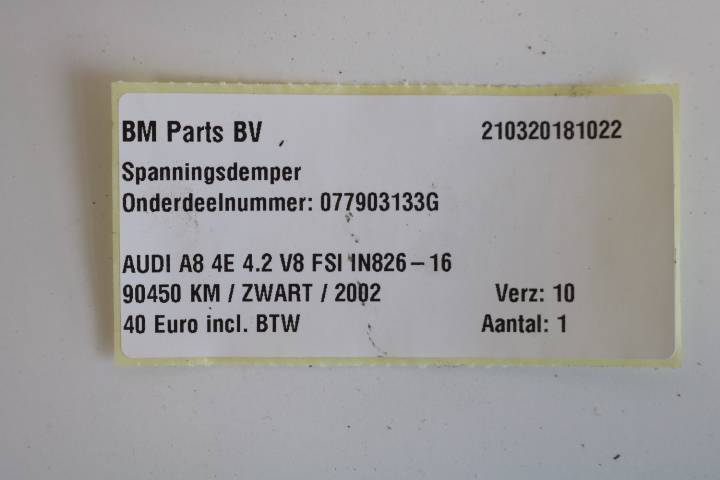 BM Parts BV 210320181022
Spanningsdemper
Onderdeelnummer: 077903133G
AUDI A8 4E 4.2 V8 FSI IN826-16
90450 KM / ZWART / 2002 Verz: 10
40 Euro incl. BTW Aantal: 1